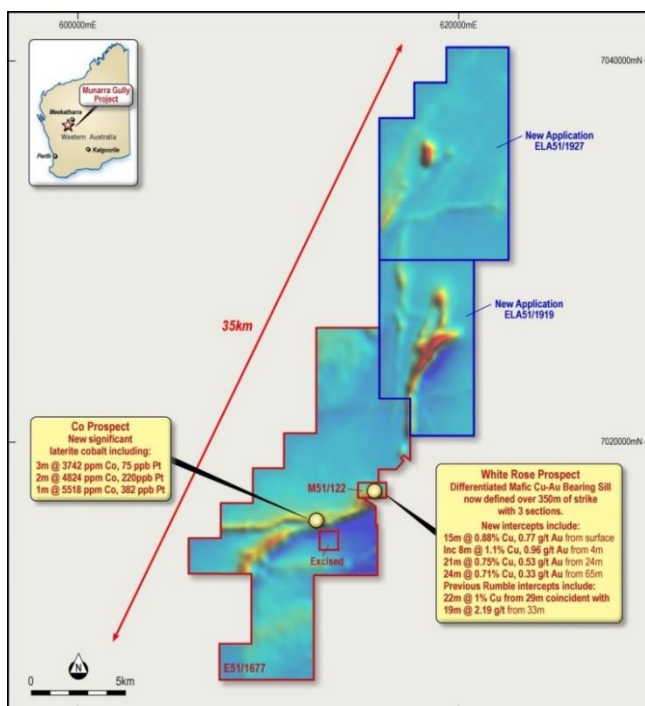 600000mE
620000mE
7040000mN
Munarra Gully
Project
Meekatharra
Western Australia
Perth
Kalgoorlie
New Application
ELA51/1927
New Application
ELA51/1919
35km
7020000mN
Co Prospect
New significant
laterite cobalt including:
3m @ 3742 ppm Co, 75 ppb Pt
2m @ 4824 ppm Co, 220ppb Pt
1m @ 5518 ppm Co, 382 ppb Pt
M51/122
White Rose Prospect
Differentiated Mafic Cu-Au Bearing Sill
now defined over 350m of strike
with 3 sections.
New intercepts include:
15m @ 0.88% Cu, 0.77 g/t Au from surface
Inc 8m @ 1.1% Cu, 0.96 g/t Au from 4m
21m @ 0.75% Cu, 0.53 g/t Au from 24m
24m @ 0.71% Cu, 0.33 g/t Au from 65m
Previous Rumble intercepts include:
22m @ 1% Cu from 29m coincident with
19m @ 2.19 g/t from 33m
Excised
E51/1677
N
0
5km